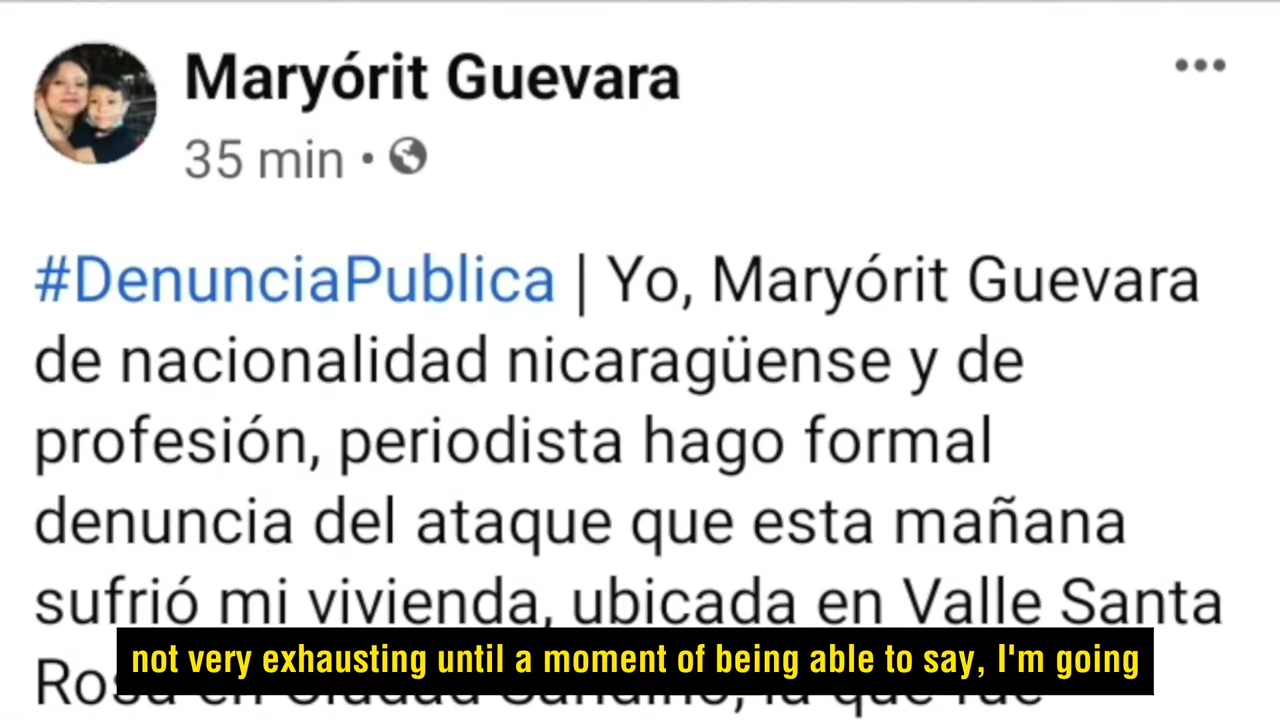 Maryórit Guevara
35 min •
#DenunciaPublica | Yo, Maryórit Guevara
de nacionalidad nicaragüense y de
profesión, periodista hago formal
denuncia del ataque que esta mañana
sufrió mi vivienda, ubicada en Valle Santa
not very exhausting until a moment of being able to say, I'm going